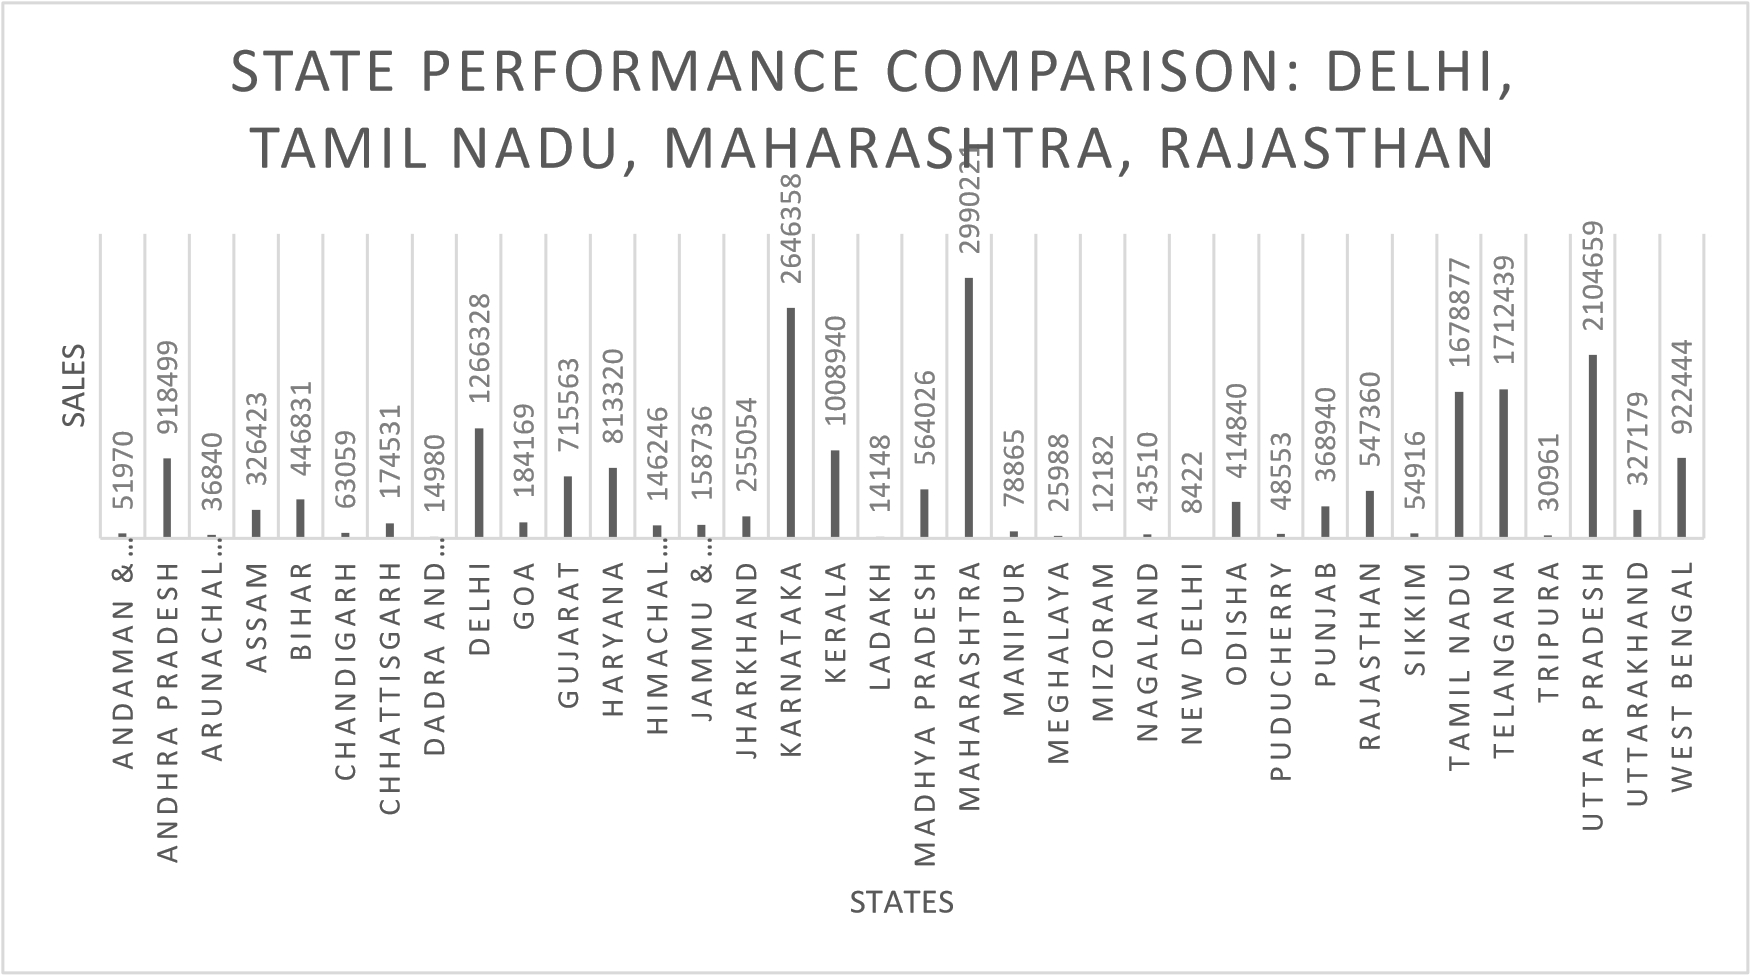 STATE PERFORMANCE COMPARISON: DELHI,
TAMIL NADU, MAHARASHTRA, RAJASTHAN
SALES
51970
918499
36840
326423
446831
63059
174531
14980
1266328
184169
715563
813320
146246
158736
255054
2646358
1008940
14148
564026
2990221
78865
25988
12182
43510
8422
414840
48553
368940
547360
54916
1678877
1712439
30961
2104659
327179
922444
ANDAMAN &...
ANDHRA PRADESH
ARUNACHAL...
ASSAM
BIHAR
CHANDIGARH
CHHATTISGARH
DADRA AND...
DELHI
GOA
GUJARAT
HARYANA
HIMACHAL...
JAMMU &...
JHARKHAND
KARNATAKA
KERALA
LADAKH
MADHYA PRADESH
MAHARASHTRA
MANIPUR
MEGHALAYA
MIZORAM
NAGALAND
NEW DELHI
ODISHA
PUDUCHERRY
PUNJAB
RAJASTHAN
SIKKIM
TAMIL NADU
TELANGANA
TRIPURA
UTTAR PRADESH
UTTARAKHAND
WEST BENGAL
STATES